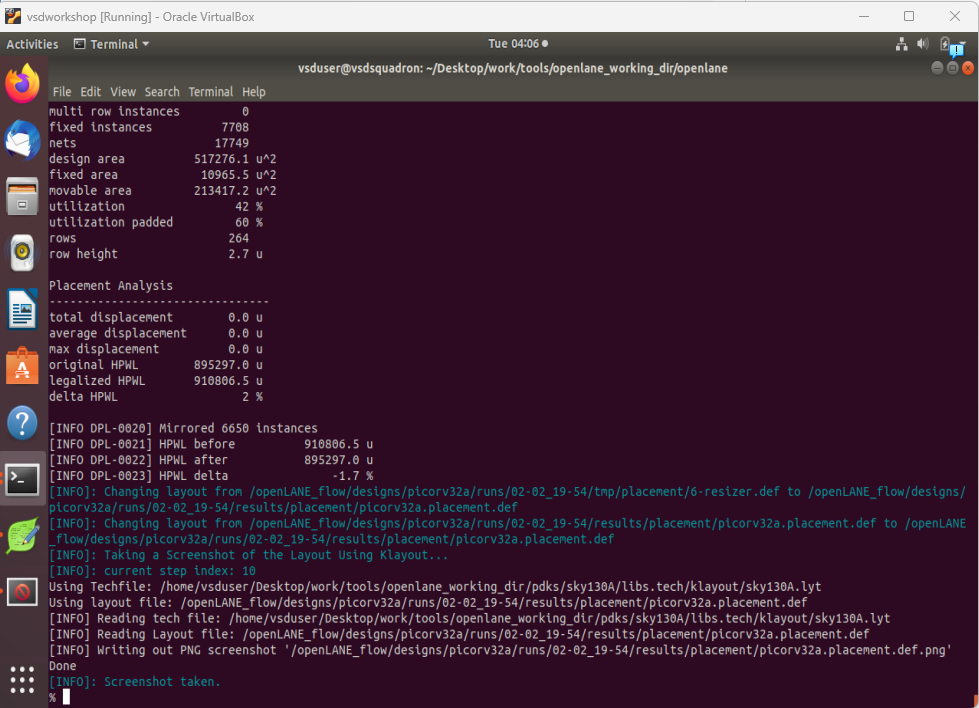 vsdworkshop [Running] - Oracle VirtualBox
Activities Terminal Tue 04:06
vsduser@vsdsquadron: ~/Desktop/work/tools/openlane_working_dir/openlane
File Edit View Search Terminal Help
multi row instances 0
fixed instances 7708
nets 17749
design area 517276.1 u^2
fixed area 10965.5 u^2
movable area 213417.2 u^2
utilization 42 %
utilization padded 60 %
rows 264
row height 2.7 u
Placement Analysis
--------------------------------
total displacement 0.0 u
average displacement 0.0 u
max displacement 0.0 u
original HPWL 895297.0 u
legalized HPWL 910806.5 u
delta HPWL 2 %
[INFO DPL-0020] Mirrored 6650 instances
[INFO DPL-0021] HPWL before 910806.5 u
[INFO DPL-0022] HPWL after 895297.0 u
[INFO DPL-0023] HPWL delta -1.7 %
[INFO]: Changing layout from /openLANE_flow/designs/picorv32a/runs/02-02_19-54/tmp/placement/6-resizer.def to /openLANE_flow/designs/
picorv32a/runs/02-02_19-54/results/placement/picorv32a.placement.def
[INFO]: Changing layout from /openLANE_flow/designs/picorv32a/runs/02-02_19-54/results/placement/picorv32a.placement.def to /openLANE
_flow/designs/picorv32a/runs/02-02_19-54/results/placement/picorv32a.placement.def
[INFO]: Taking a Screenshot of the Layout Using Klayout...
[INFO]: current step index: 10
Using Techfile: /home/vsduser/Desktop/work/tools/openlane_working_dir/pdks/sky130A/libs.tech/klayout/sky130A.lyt
Using layout file: /openLANE_flow/designs/picorv32a/runs/02-02_19-54/results/placement/picorv32a.placement.def
[INFO] Reading tech file: /home/vsduser/Desktop/work/tools/openlane_working_dir/pdks/sky130A/libs.tech/klayout/sky130A.lyt
[INFO] Reading Layout file: /openLANE_flow/designs/picorv32a/runs/02-02_19-54/results/placement/picorv32a.placement.def
[INFO] Writing out PNG screenshot '/openLANE_flow/designs/picorv32a/runs/02-02_19-54/results/placement/picorv32a.placement.def.png'
Done
[INFO]: Screenshot taken.
%